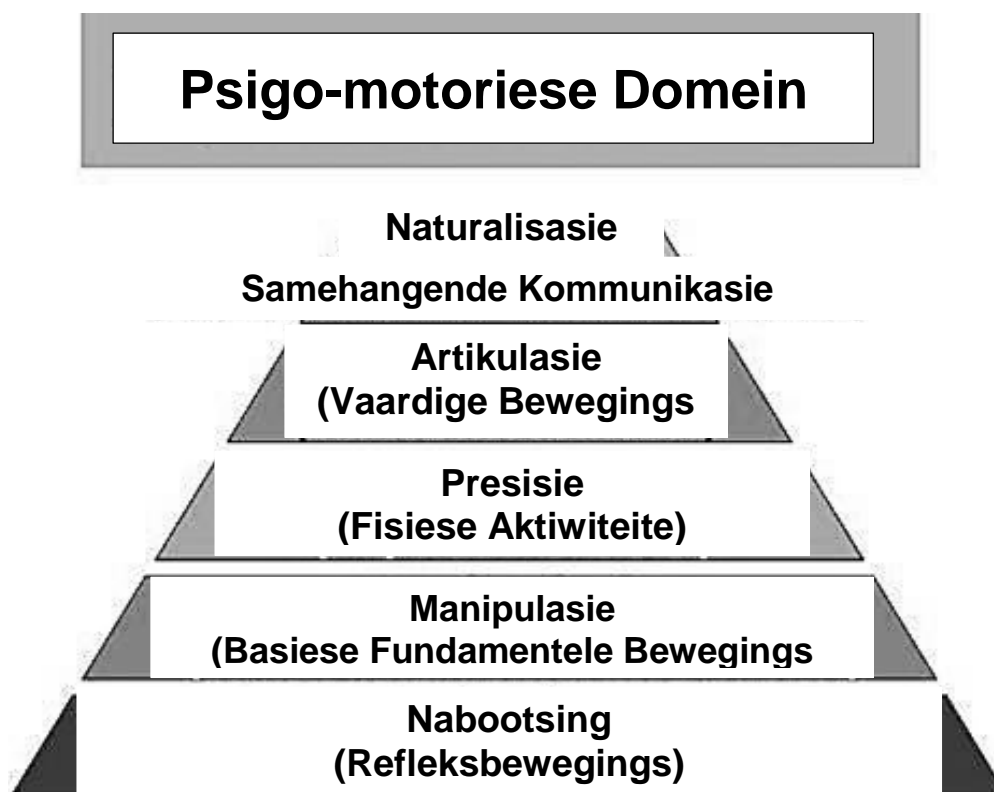 Psigo-motoriese Domein
Naturalisasie
Samehangende Kommunikasie
Artikulasie
(Vaardige Bewegings
Presisie
(Fisiese Aktiwiteite)
Manipulasie
(Basiese Fundamentele Bewegings
Nabootsing
(Refleksbewegings)